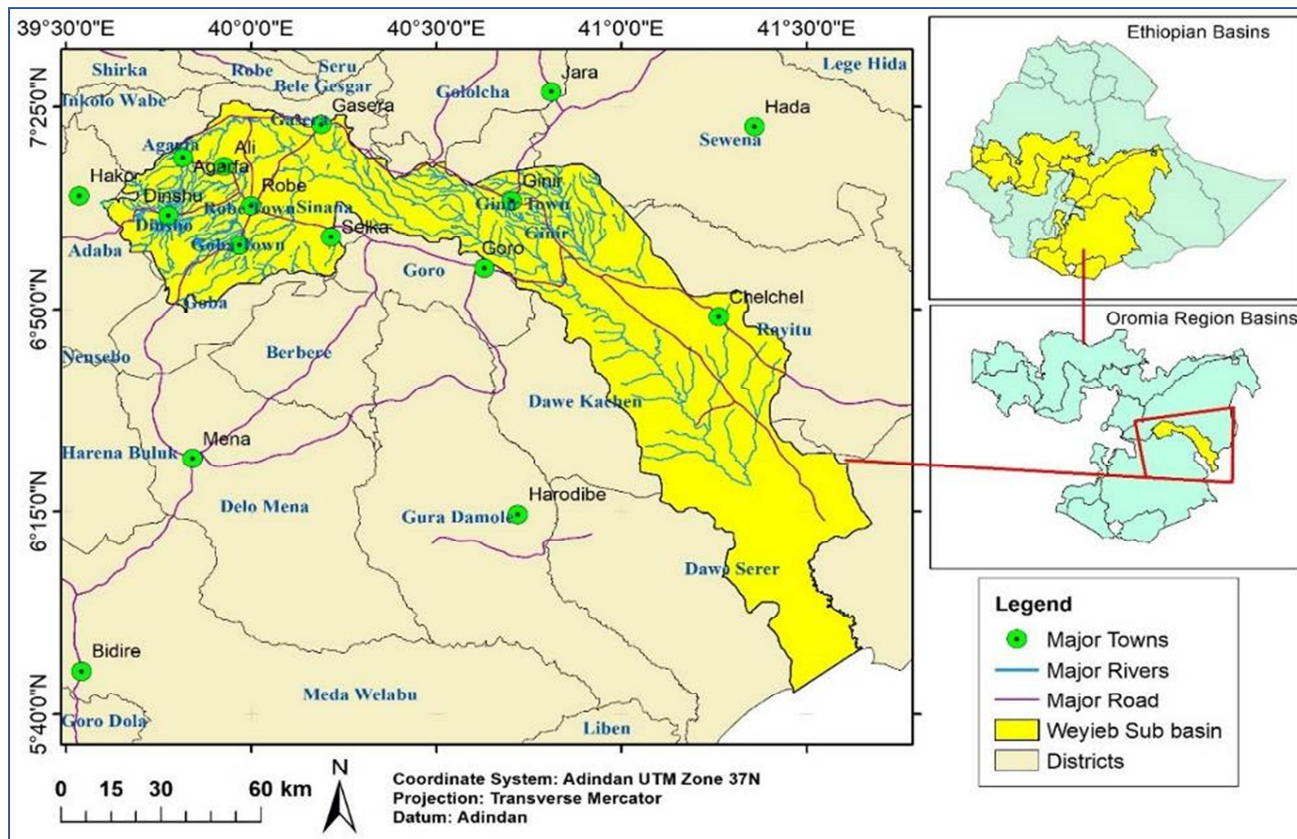 39°30'0"E 40°0'0"E 40°30'0"E 41°0'0"E 41°30'0"E
7°25'0"N
6°50'0"N
6°15'0"N
5°40'0"N
Shirka
Robe
Seru
Bele Gesgar
Inkolo Wabe
Gololcha
Jara
Lege Hida
Gasera
Gasera
Hada
Sewena
Agarfa
Agarfa
Ali
Hako
Dinshu
Dinsho
Robe
Robe Town
Sinana
Ginir
Ginir Town
Ginir
Adaba
Goba Town
Selka
Goro
Goro
Goba
Chelchel
Rayitu
Nensebo
Berbere
Dawe Kachen
Mena
Harena Buluk
Delo Mena
Harodibe
Gura Damole
Dawe Serer
Bidire
Meda Welabu
Goro Dola
Liben
0 15 30 60 km
N
Coordinate System: Adindan UTM Zone 37N
Projection: Transverse Mercator
Datum: Adindan
Ethiopian Basins
Oromia Region Basins
Legend
Major Towns
Major Rivers
Major Road
Weyieb Sub basin
Districts